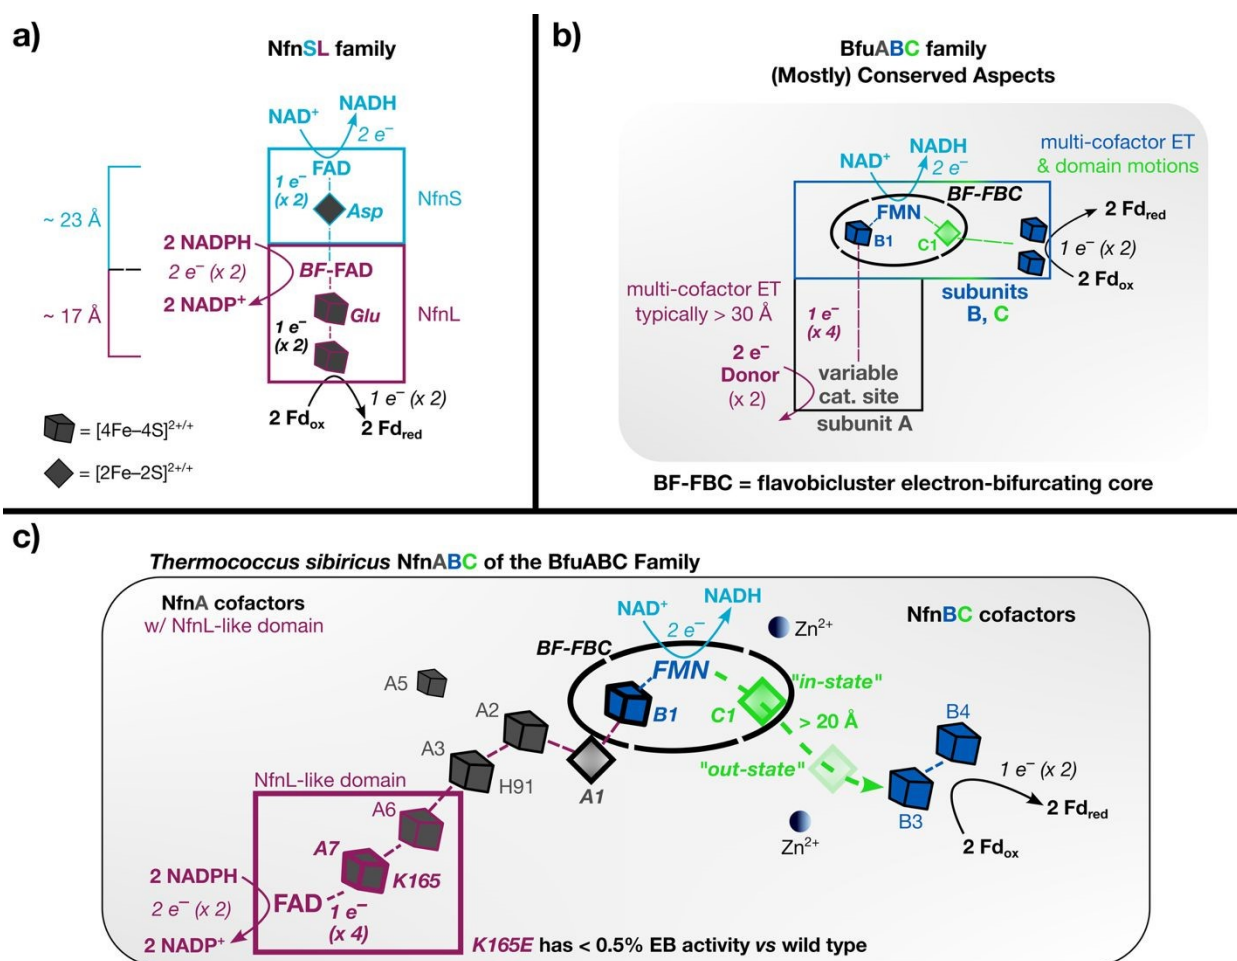 a)
NfnSL family
NAD⁺
NADH
2 e⁻
FAD
1 e⁻
(x 2)
Asp
NfnS
~ 23 Å
2 NADPH
2 e⁻ (x 2)
2 NADP⁺
BF-FAD
Glu
NfnL
~ 17 Å
1 e⁻
(x 2)
1 e⁻ (x 2)
2 Fdox
2 Fdred
= [4Fe–4S]²⁺/⁺
= [2Fe–2S]²⁺/⁺
b)
BfuABC family
(Mostly) Conserved Aspects
NAD⁺
NADH
2 e⁻
multi-cofactor ET
& domain motions
BF-FBC
FMN
B1
C1
2 Fdred
1 e⁻ (x 2)
2 Fdox
subunits
B, C
multi-cofactor ET
typically > 30 Å
1 e⁻
(x 4)
2 e⁻
Donor
(x 2)
variable
cat. site
subunit A
BF-FBC = flavobicluster electron-bifurcating core
c)
Thermococcus sibiricus NfnABC of the BfuABC Family
NfnA cofactors
w/ NfnL-like domain
NAD⁺
NADH
2 e⁻
Zn²⁺
NfnBC cofactors
BF-FBC
FMN
"in-state"
A5
B1
C1
> 20 Å
A2
B4
A3
"out-state"
1 e⁻ (x 2)
NfnL-like domain
H91
A1
2 Fdred
A6
B3
Zn²⁺
2 Fdox
A7
K165
2 NADPH
2 e⁻ (x 2)
2 NADP⁺
FAD
1 e⁻
(x 4)
K165E has < 0.5% EB activity vs wild type